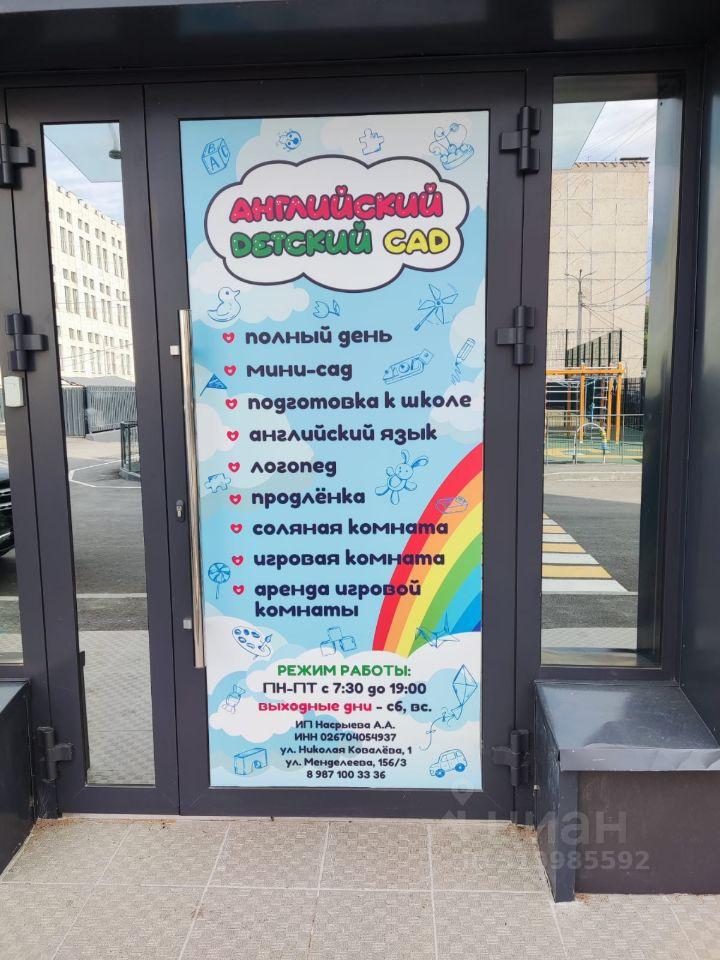 АНГЛИЙСКИЙ
ДЕТСКИЙ САД
полный день
мини-сад
подготовка к школе
английский язык
логопед
продлёнка
соляная комната
игровая комната
аренда игровой
комнаты
РЕЖИМ РАБОТЫ:
ПН-ПТ с 7:30 до 19:00
выходные дни - сб, вс.
ИП Насрыева А.А.
ИНН 026704054937
ул. Николая Ковалёва, 1
ул. Менделеева, 156/3
8 987 100 33 36
циан